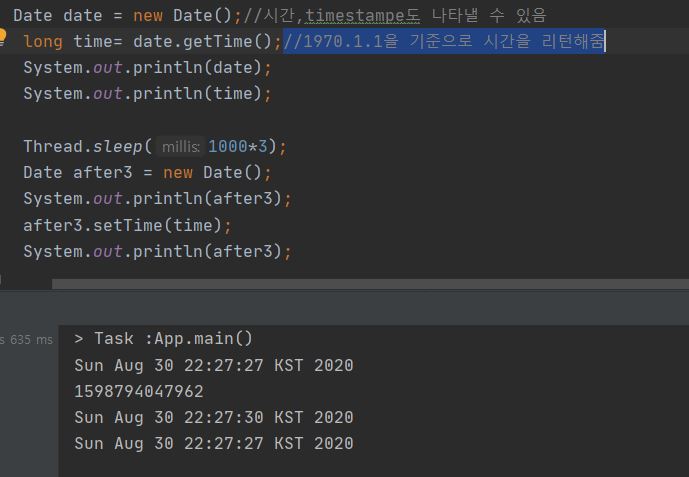 Date date = new Date();//시간,timestampe도 나타낼 수 있음
long time= date.getTime();//1970.1.1을 기준으로 시간을 리턴해줌
System.out.println(date);
System.out.println(time);
Thread.sleep( millis: 1000*3);
Date after3 = new Date();
System.out.println(after3);
after3.setTime(time);
System.out.println(after3);
s 635 ms
> Task :App.main()
Sun Aug 30 22:27:27 KST 2020
1598794047962
Sun Aug 30 22:27:30 KST 2020
Sun Aug 30 22:27:27 KST 2020